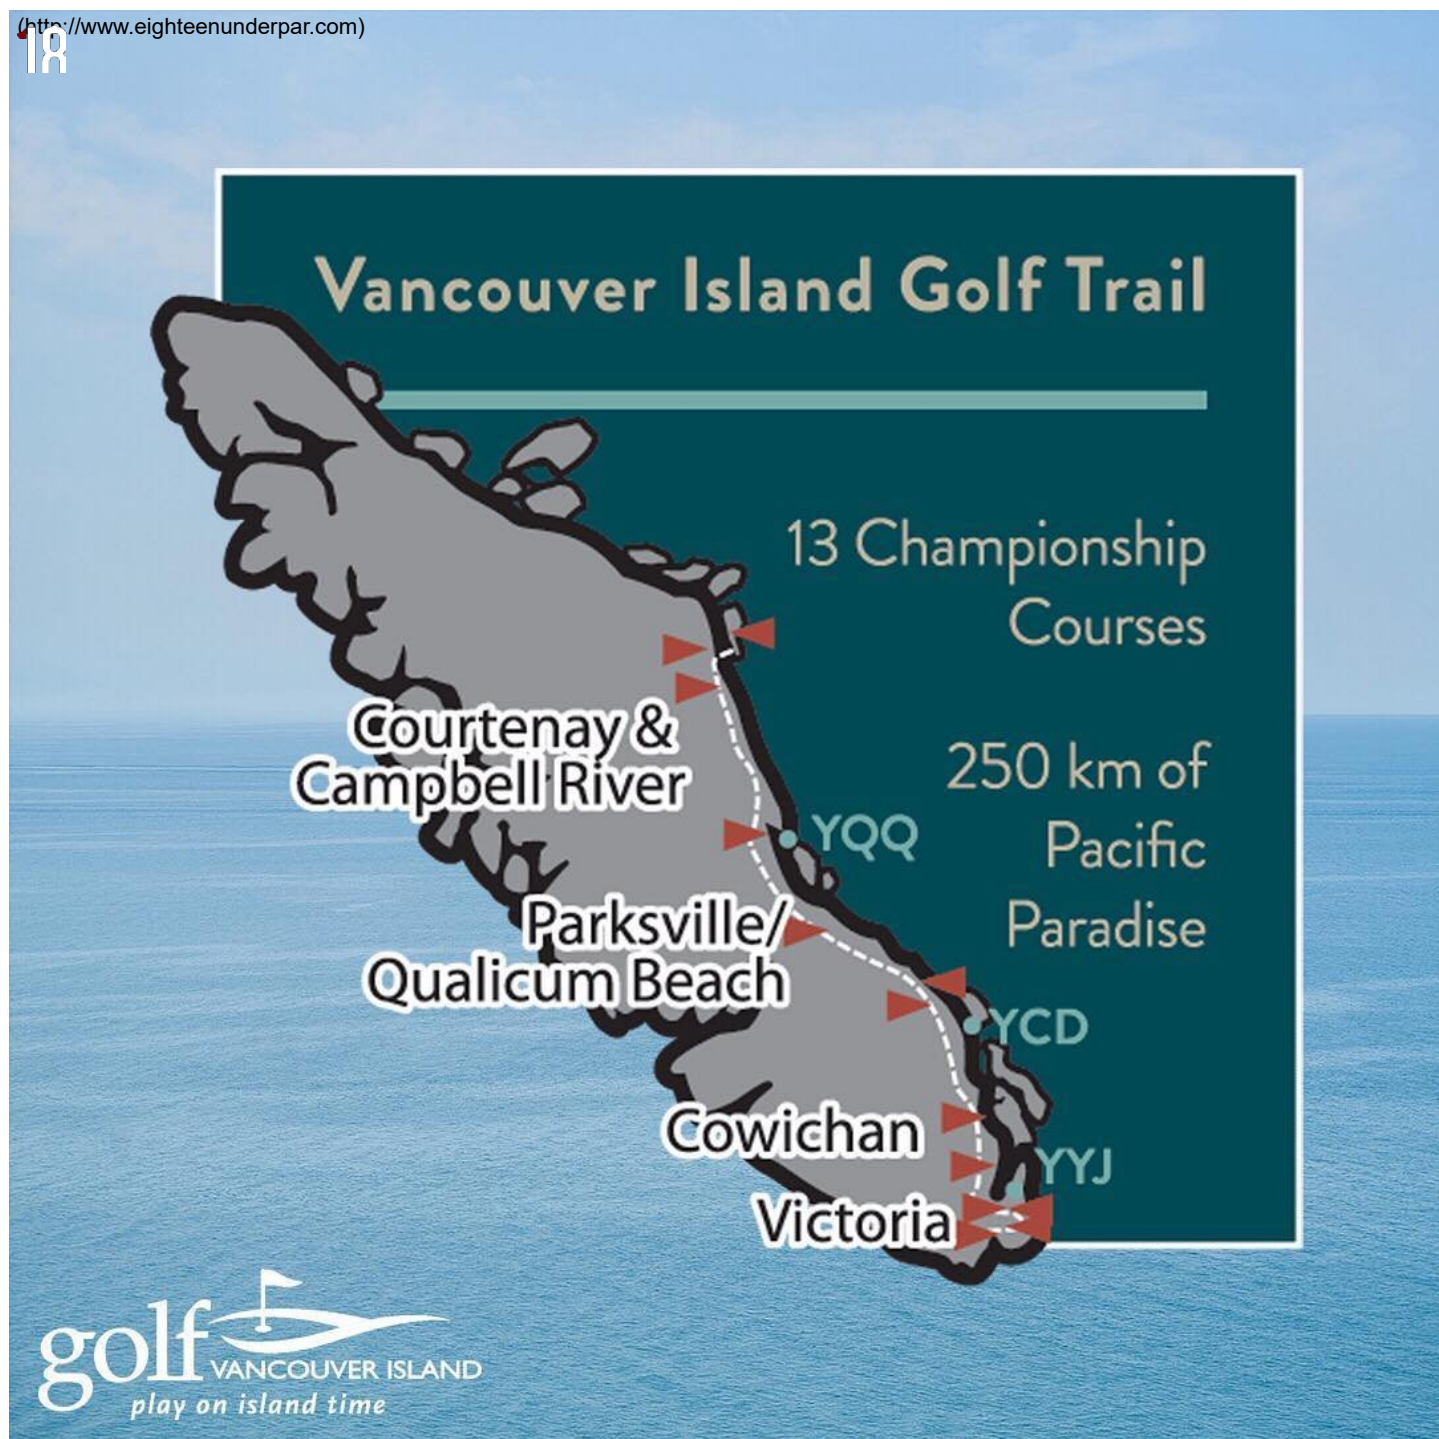 (http://www.eighteenunderpar.com)
18
Vancouver Island Golf Trail
13 Championship
Courses
250 km of
Pacific
Paradise
Courtenay &
Campbell River
YQQ
Parksville/
Qualicum Beach
YCD
Cowichan
YYJ
Victoria
golf
VANCOUVER ISLAND
play on island time